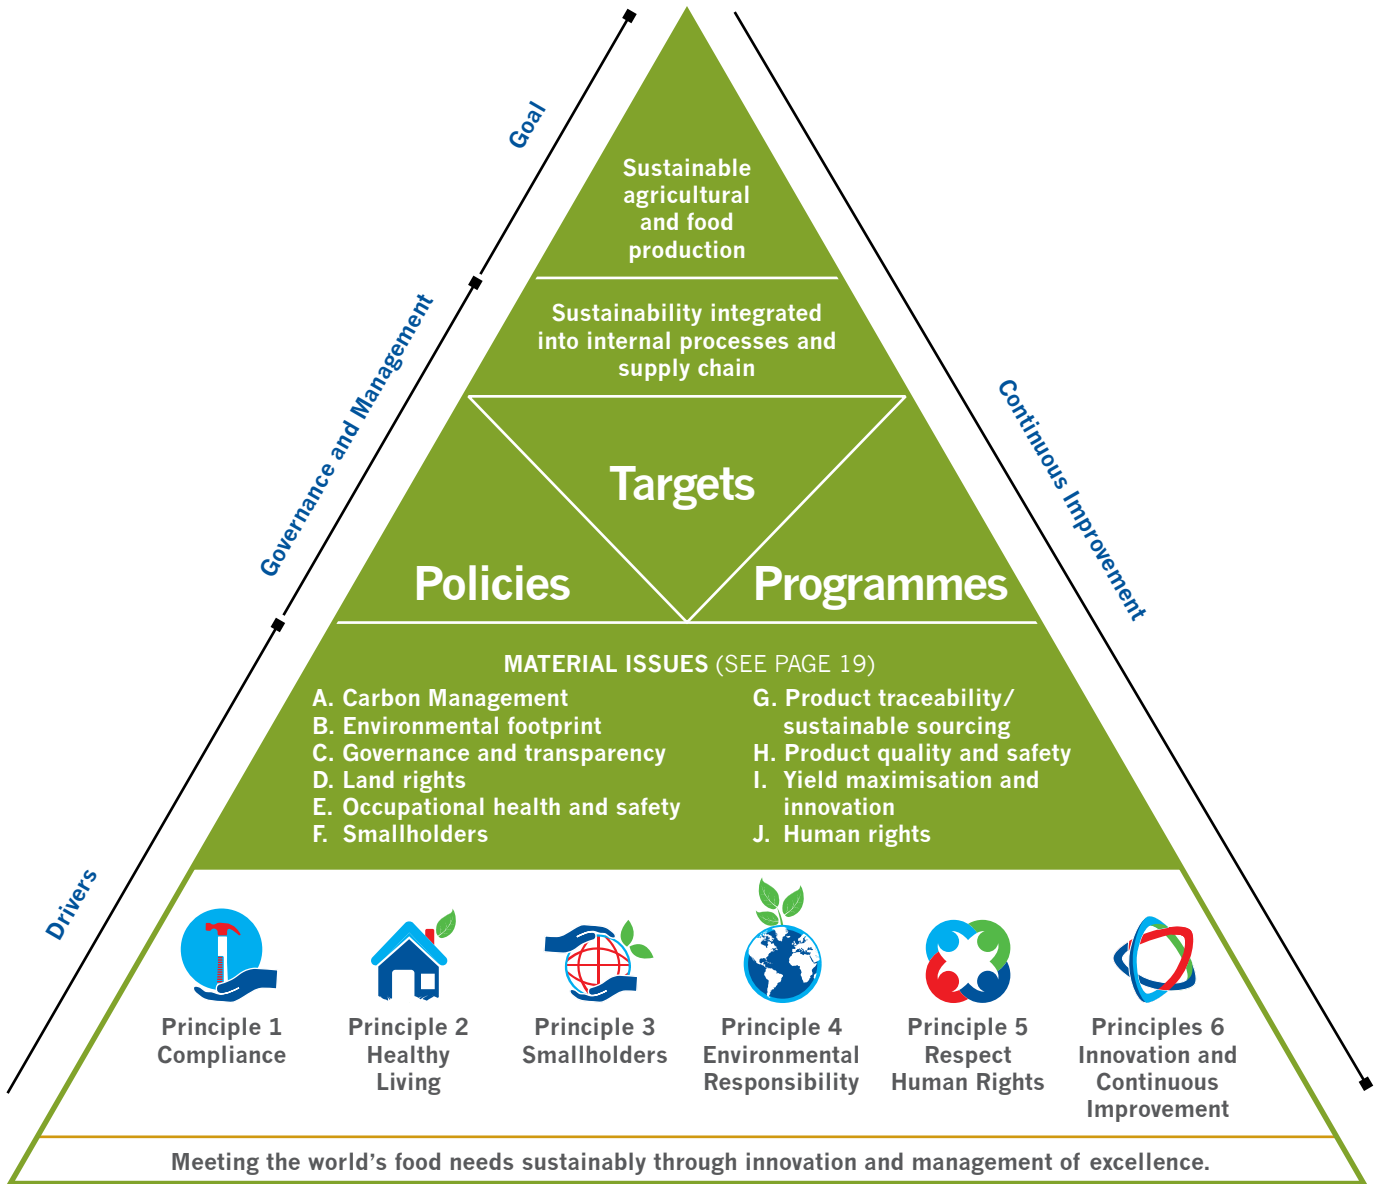 Goal
Sustainable
agricultural
and food
production
Governance and Management
Sustainability integrated
into internal processes and
supply chain
Continuous Improvement
Targets
Policies
Programmes
MATERIAL ISSUES (SEE PAGE 19)
A. Carbon Management
B. Environmental footprint
C. Governance and transparency
D. Land rights
E. Occupational health and safety
F. Smallholders
G. Product traceability/
sustainable sourcing
H. Product quality and safety
I. Yield maximisation and
innovation
J. Human rights
Drivers
Principle 1
Compliance
Principle 2
Healthy
Living
Principle 3
Smallholders
Principle 4
Environmental
Responsibility
Principle 5
Respect
Human Rights
Principles 6
Innovation and
Continuous
Improvement
Meeting the world’s food needs sustainably through innovation and management of excellence.